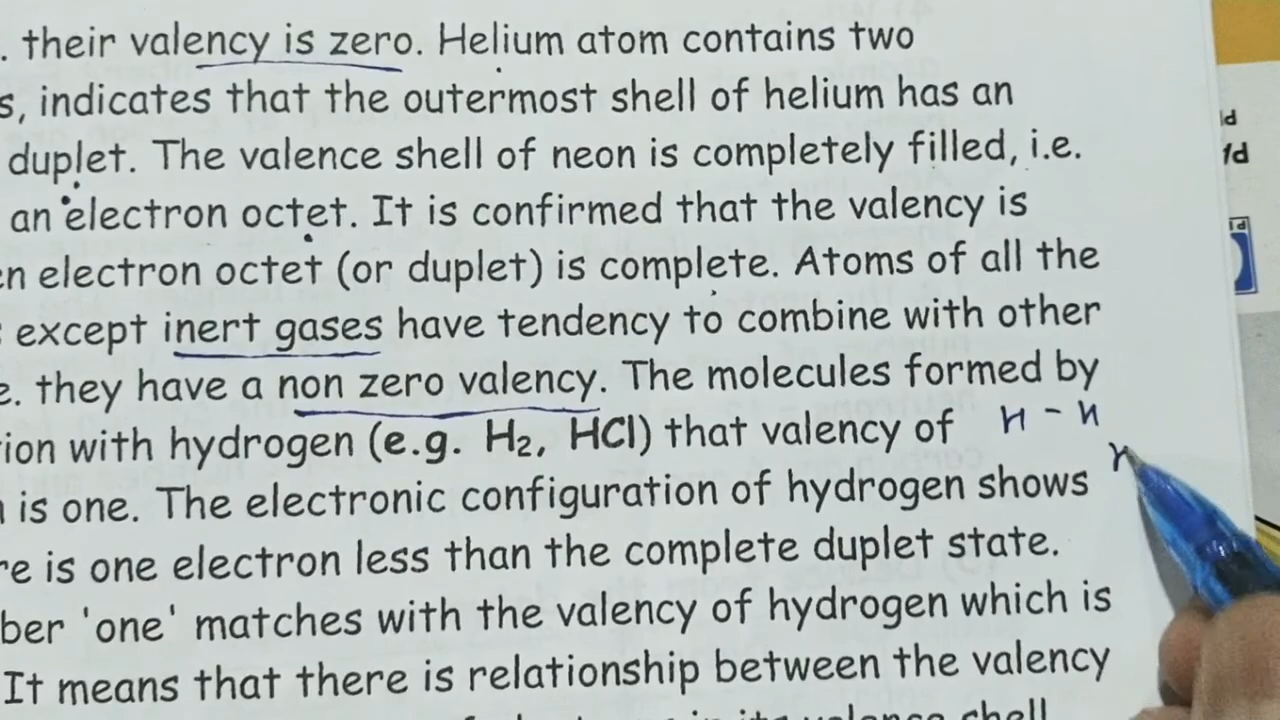 . their valency is zero. Helium atom contains two
s, indicates that the outermost shell of helium has an
duplet. The valence shell of neon is completely filled, i.e.
an electron octet. It is confirmed that the valency is
en electron octet (or duplet) is complete. Atoms of all the
except inert gases have tendency to combine with other
e. they have a non zero valency. The molecules formed by
tion with hydrogen (e.g. H₂, HCl) that valency of H - H
is one. The electronic configuration of hydrogen shows
re is one electron less than the complete duplet state.
ber 'one' matches with the valency of hydrogen which is
It means that there is relationship between the valency